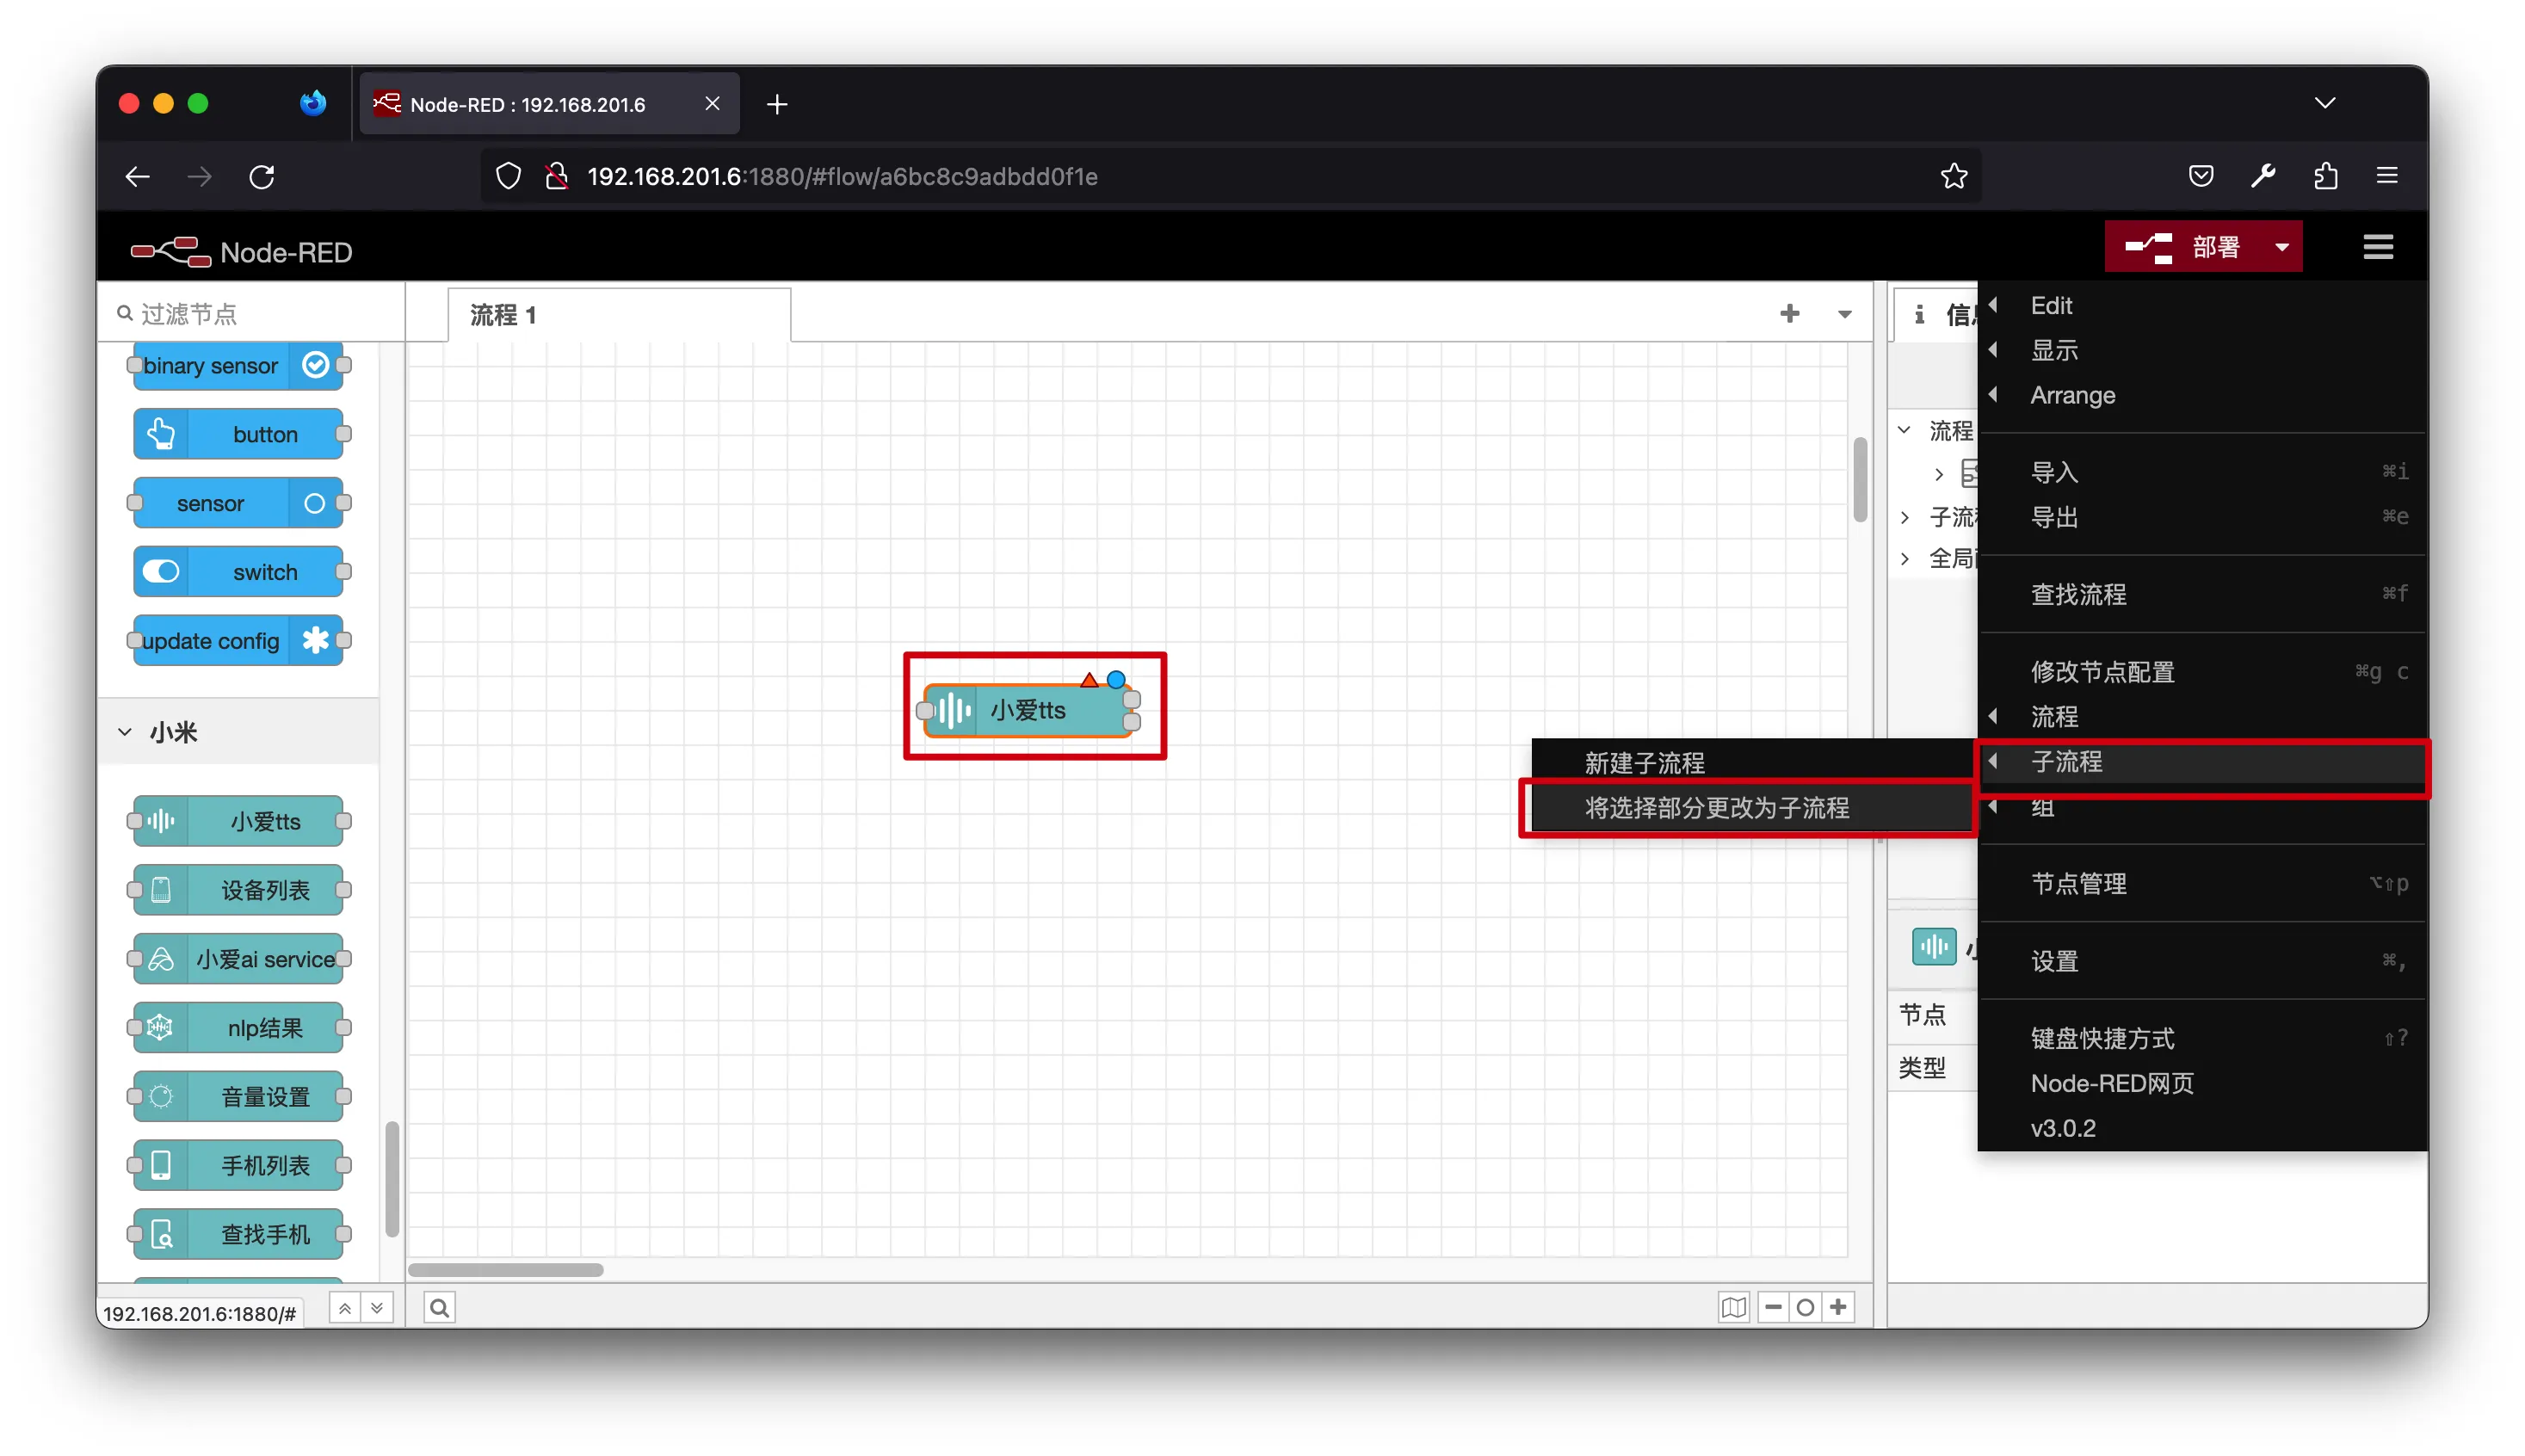 Node-RED : 192.168.201.6
192.168.201.6:1880/#flow/a6bc8c9adbdd0f1e
Node-RED
部署
过滤节点
binary sensor
button
sensor
switch
update config
小米
小爱tts
设备列表
小爱ai service
nlp结果
音量设置
手机列表
查找手机
192.168.201.6:1880/#
流程 1
小爱tts
i
流程
节点
类型
Edit
显示
Arrange
导入 ⌘i
导出 ⌘e
查找流程 ⌘f
修改节点配置 ⌘g c
流程
子流程
组
新建子流程
将选择部分更改为子流程
节点管理 ⌥⇧p
设置 ⌘,
键盘快捷方式 ⇧?
Node-RED网页
v3.0.2